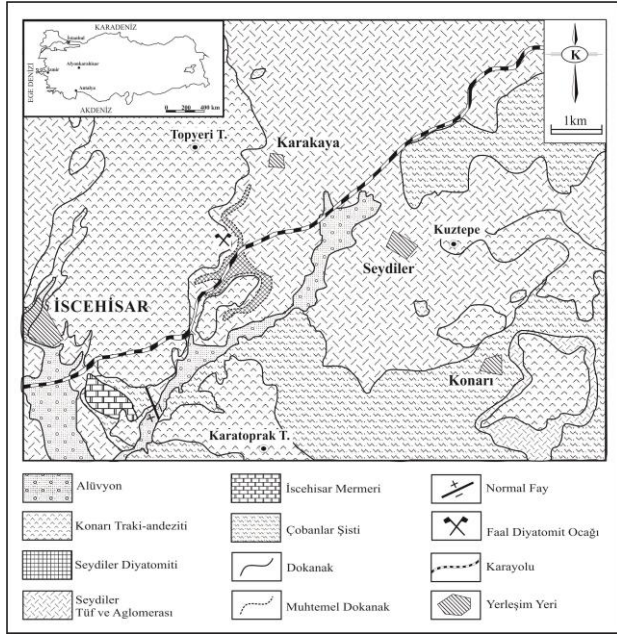 KARADENİZ
İstanbul
Afyonkarahisar
İzmir
EGE DENİZİ
Antalya
AKDENİZ
0 200 400 km
K
1km
Topyeri T.
Karakaya
Kuztepe
Seydiler
İSCEHİSAR
Konarı
Karatoprak T.
Alüvyon
Konarı Traki-andeziti
Seydiler Diyatomiti
Seydiler
Tüf ve Aglomerası
İscehisar Mermeri
Çobanlar Şisti
Dokanak
Muhtemel Dokanak
Normal Fay
Faal Diyatomit Ocağı
Karayolu
Yerleşim Yeri